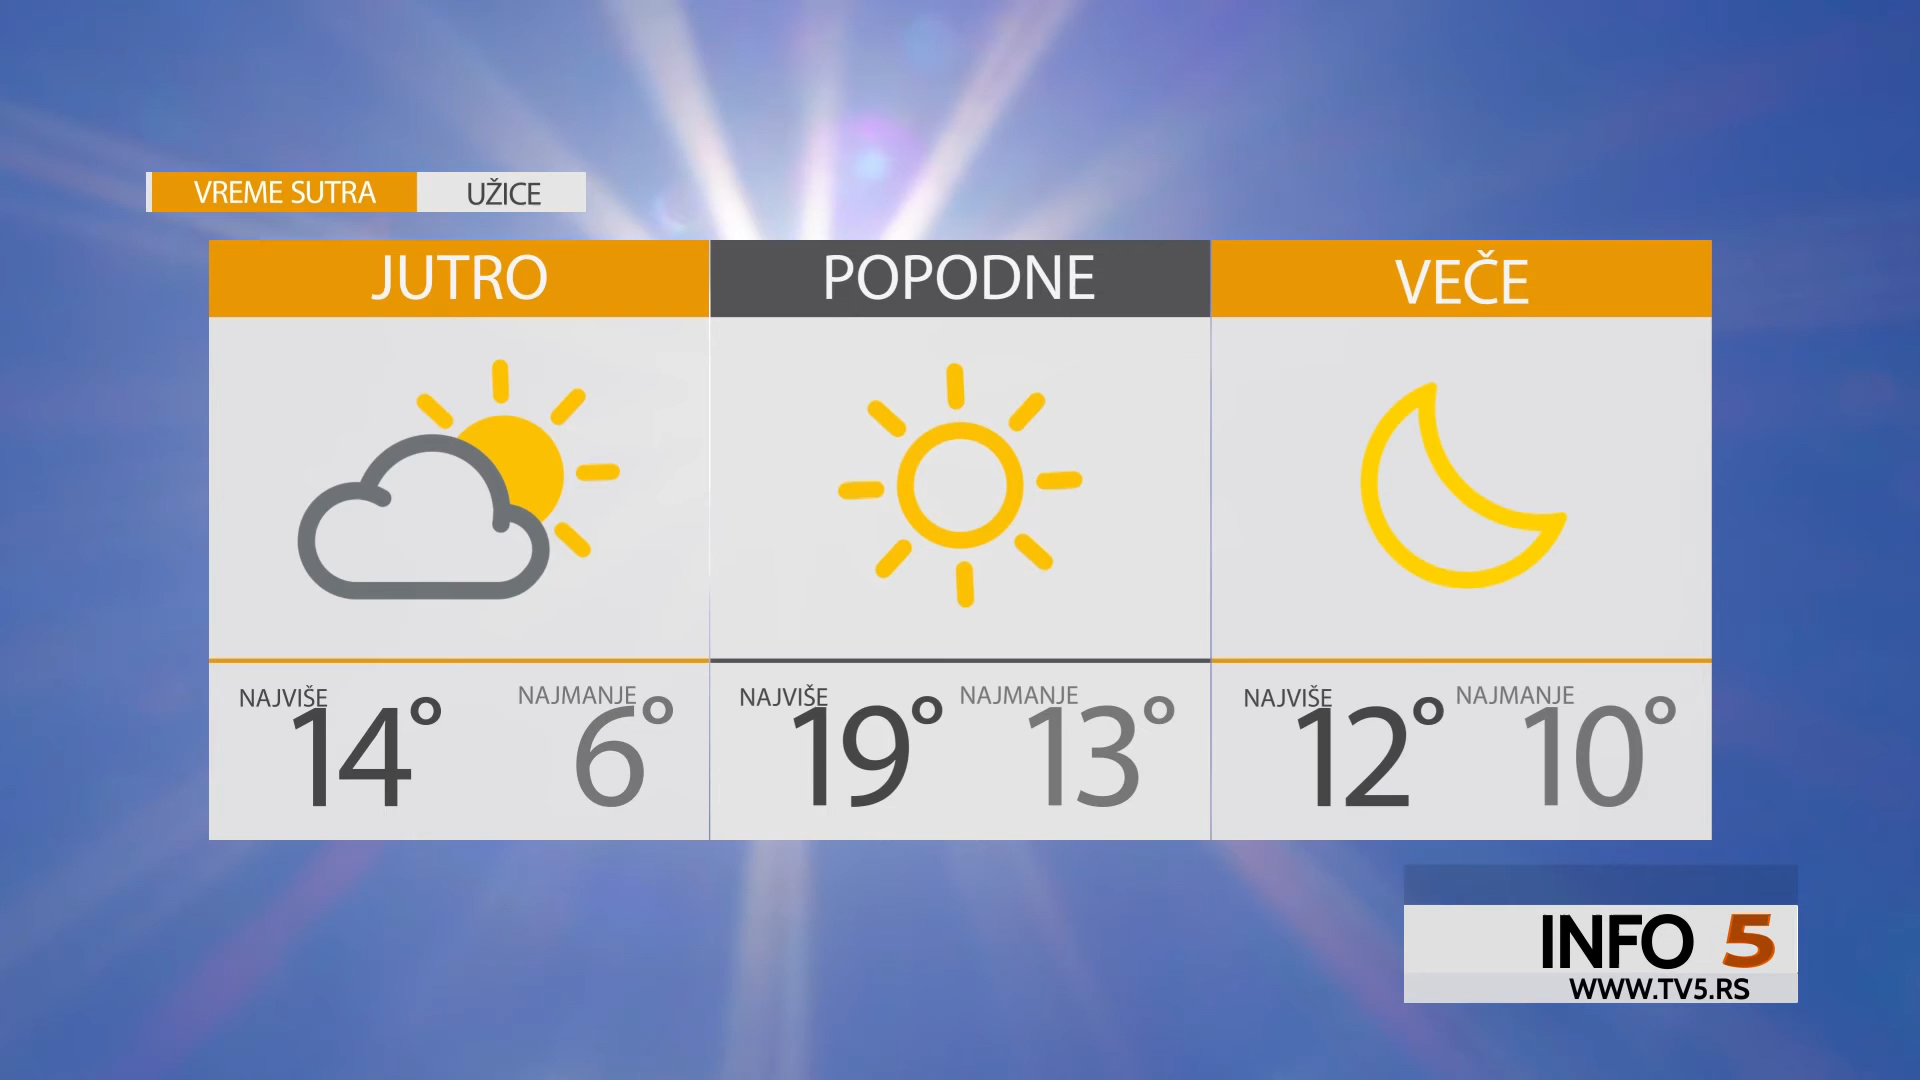 VREME SUTRA UŽICE
JUTRO
POPODNE
VEČE
NAJVIŠE
14°
NAJMANJE
6°
NAJVIŠE
19°
NAJMANJE
13°
NAJVIŠE
12°
NAJMANJE
10°
INFO 5
WWW.TV5.RS